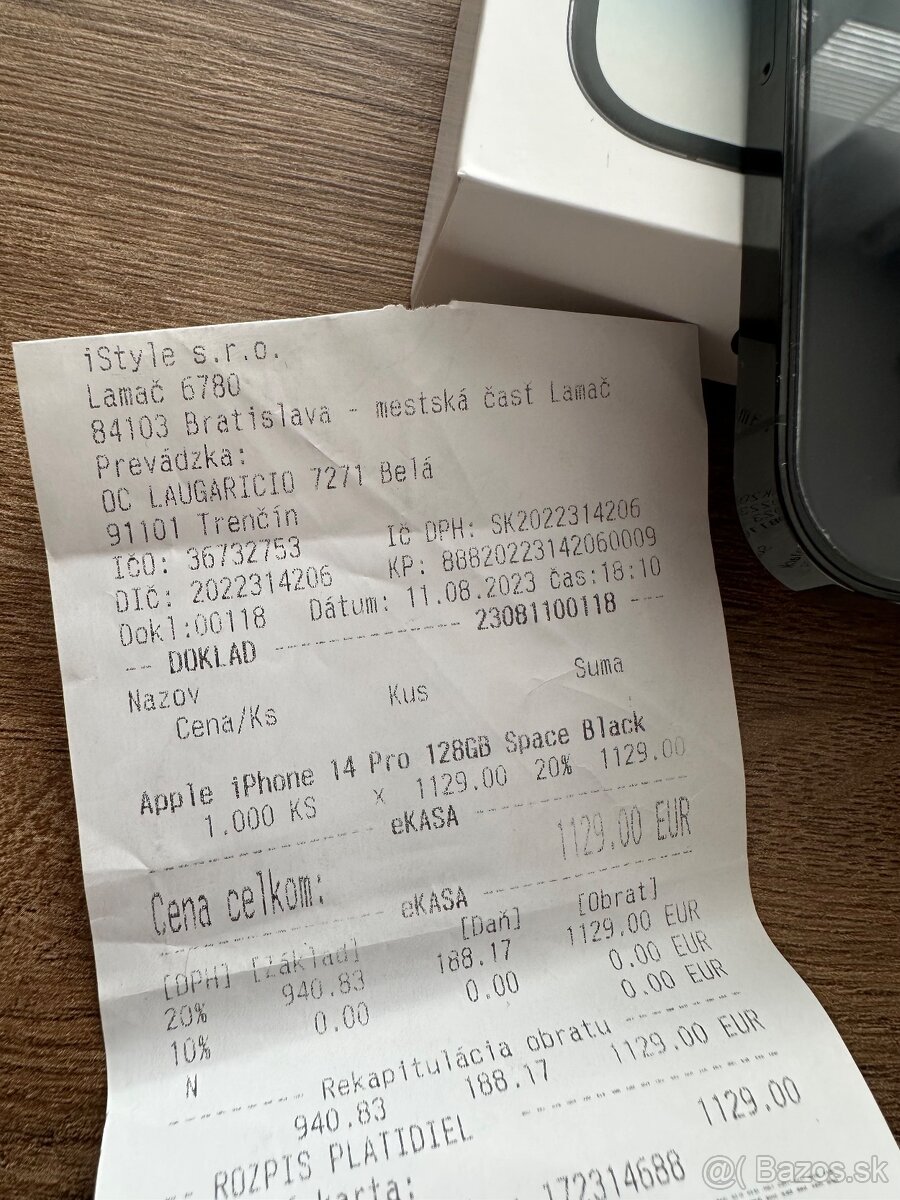 iStyle s.r.o.
Lamač 6780
84103 Bratislava - mestská časť Lamač
Prevádzka:
OC LAUGARICIO 7271 Belá
91101 Trenčín
IČO: 36732753 Ič DPH: SK2022314206
DIČ: 2022314206 KP: 88820223142060009
Dokl:00118 Dátum: 11.08.2023 čas:18:10
-- DOKLAD ---------------- 23081100118 ---
Nazov Kus Suma
Cena/Ks
Apple iPhone 14 Pro 128GB Space Black
1.000 KS x 1129.00 20% 1129.00
---------------- eKASA ----------------
Cena celkom: 1129.00 EUR
---------------- eKASA ----------------
[DPH] [Základ] [Daň] [Obrat]
20% 940.83 188.17 1129.00 EUR
10% 0.00 0.00 0.00 EUR
N 0.00 EUR
--------- Rekapitulácia obratu ---------
940.83 188.17 1129.00 EUR
-- ROZPIS PLATIDIEL ----------------
karta: 1129.00
172314688
@( Bazos.sk